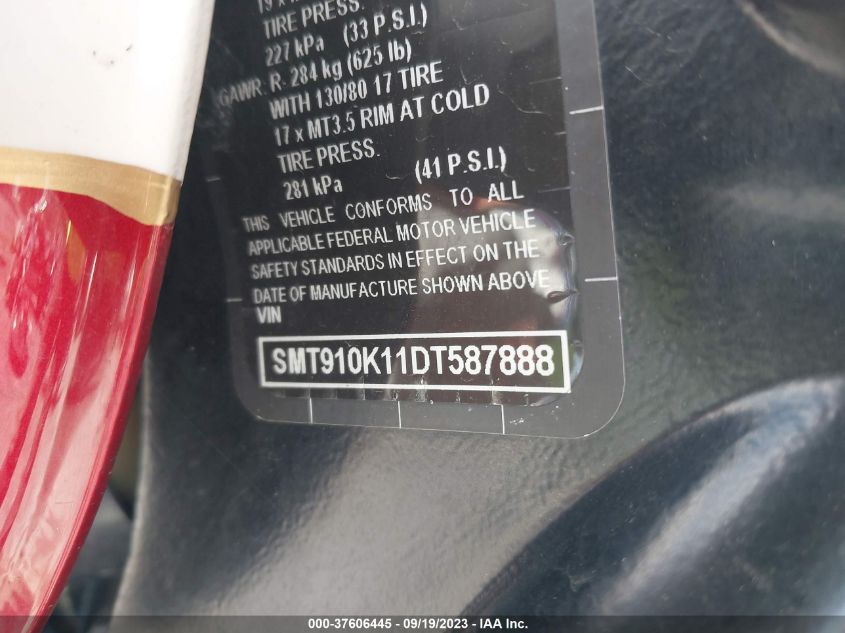 TIRE PRESS.
227 kPa (33 P.S.I.)
GAWR. R- 284 kg (625 lb)
WITH 130/80 17 TIRE
17 x MT3.5 RIM AT COLD
TIRE PRESS.
281 kPa (41 P.S.I.)
THIS VEHICLE CONFORMS TO ALL
APPLICABLE FEDERAL MOTOR VEHICLE
SAFETY STANDARDS IN EFFECT ON THE
DATE OF MANUFACTURE SHOWN ABOVE
VIN
SMT910K11DT587888
000-37606445 - 09/19/2023 - IAA Inc.